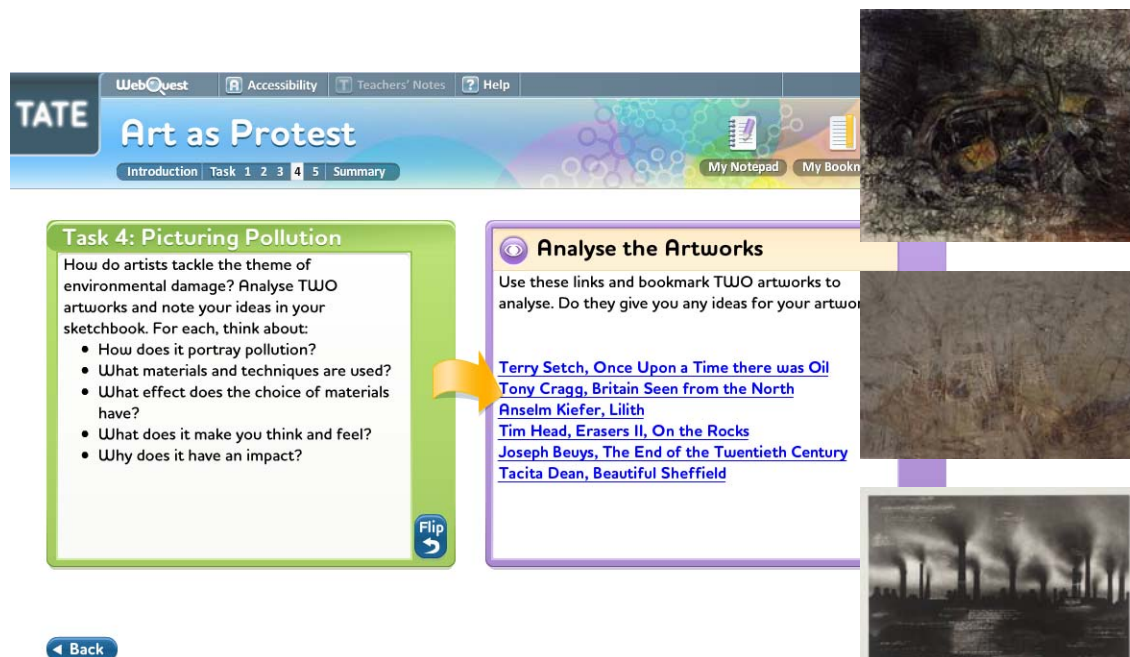 TATE
WebQuest
A Accessibility
T Teachers' Notes
? Help
Art as Protest
Introduction Task 1 2 3 4 5 Summary
My Notepad
My Bookn
Task 4: Picturing Pollution
How do artists tackle the theme of
environmental damage? Analyse TWO
artworks and note your ideas in your
sketchbook. For each, think about:
• How does it portray pollution?
• What materials and techniques are used?
• What effect does the choice of materials
have?
• What does it make you think and feel?
• Why does it have an impact?
Flip
Analyse the Artworks
Use these links and bookmark TWO artworks to
analyse. Do they give you any ideas for your artwor
Terry Setch, Once Upon a Time there was Oil
Tony Cragg, Britain Seen from the North
Anselm Kiefer, Lilith
Tim Head, Erasers II, On the Rocks
Joseph Beuys, The End of the Twentieth Century
Tacita Dean, Beautiful Sheffield
Back